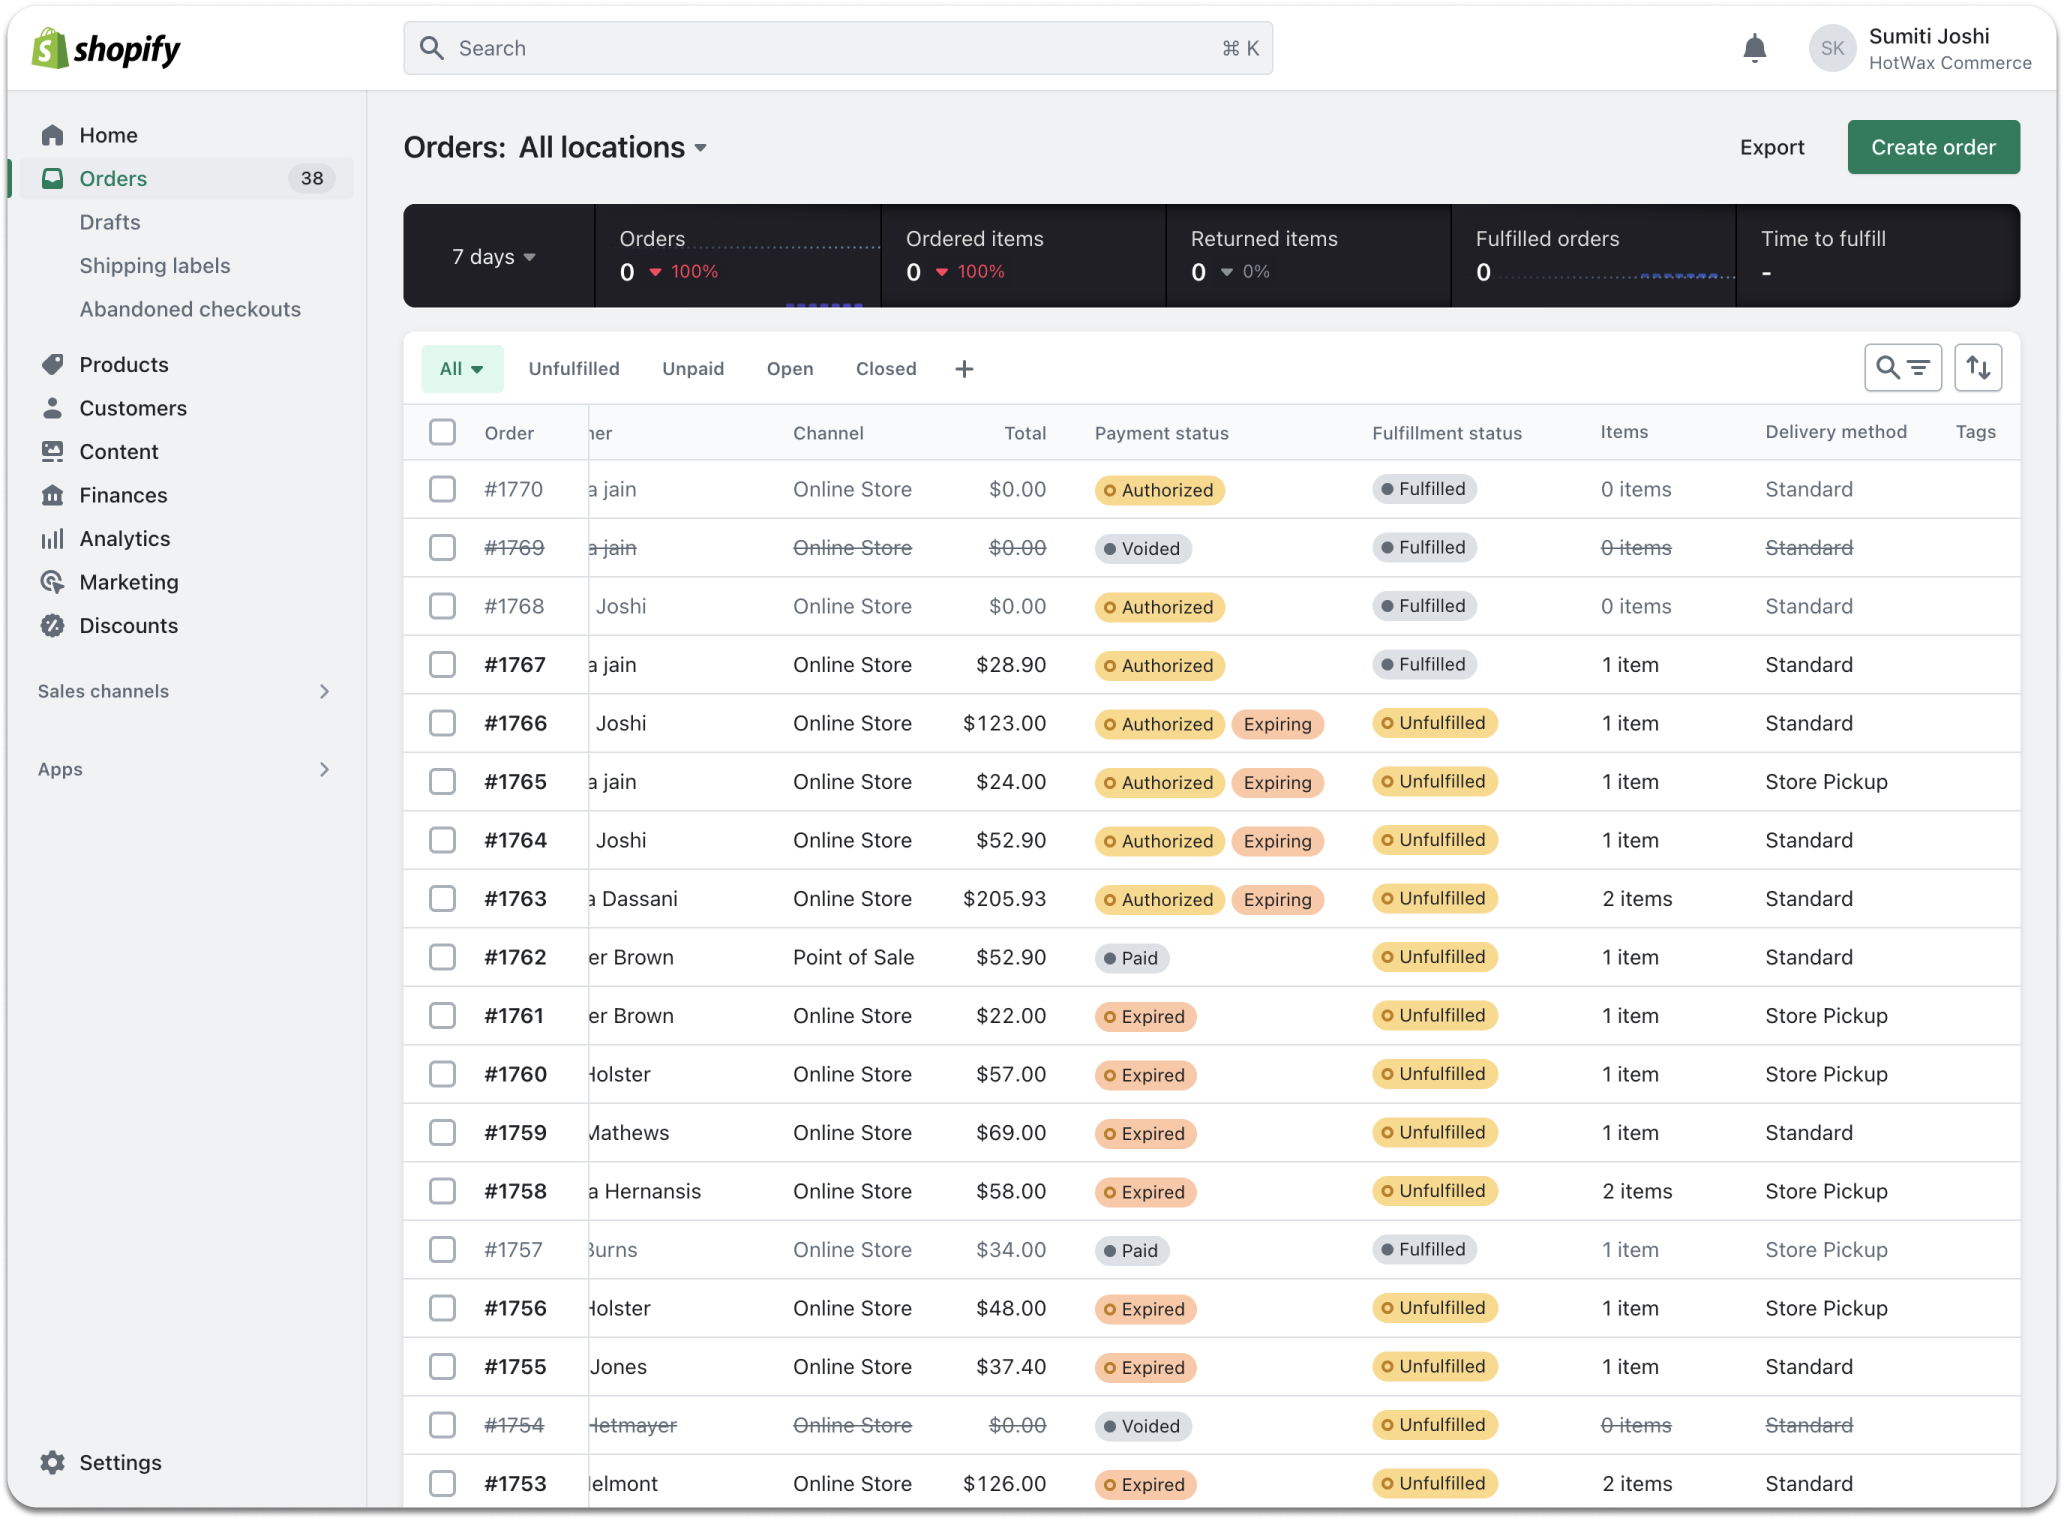 shopify
Search ⌘ K
SK
Sumiti Joshi
HotWax Commerce
Home
Orders 38
Drafts
Shipping labels
Abandoned checkouts
Products
Customers
Content
Finances
Analytics
Marketing
Discounts
Sales channels
Apps
Settings
Orders: All locations
Export
Create order
7 days
Orders
0 100%
Ordered items
0 100%
Returned items
0 0%
Fulfilled orders
0
Time to fulfill
-
All Unfulfilled Unpaid Open Closed +
Order er Channel Total Payment status Fulfillment status Items Delivery method Tags
#1770 a jain Online Store $0.00 Authorized Fulfilled 0 items Standard
#1769 a jain Online Store $0.00 Voided Fulfilled 0 items Standard
#1768 Joshi Online Store $0.00 Authorized Fulfilled 0 items Standard
#1767 a jain Online Store $28.90 Authorized Fulfilled 1 item Standard
#1766 Joshi Online Store $123.00 Authorized Expiring Unfulfilled 1 item Standard
#1765 a jain Online Store $24.00 Authorized Expiring Unfulfilled 1 item Store Pickup
#1764 Joshi Online Store $52.90 Authorized Expiring Unfulfilled 1 item Standard
#1763 a Dassani Online Store $205.93 Authorized Expiring Unfulfilled 2 items Standard
#1762 er Brown Point of Sale $52.90 Paid Unfulfilled 1 item Standard
#1761 er Brown Online Store $22.00 Expired Unfulfilled 1 item Store Pickup
#1760 Holster Online Store $57.00 Expired Unfulfilled 1 item Store Pickup
#1759 Mathews Online Store $69.00 Expired Unfulfilled 1 item Standard
#1758 a Hernansis Online Store $58.00 Expired Unfulfilled 2 items Store Pickup
#1757 Burns Online Store $34.00 Paid Fulfilled 1 item Store Pickup
#1756 Holster Online Store $48.00 Expired Unfulfilled 1 item Store Pickup
#1755 Jones Online Store $37.40 Expired Unfulfilled 1 item Standard
#1754 Hetmayer Online Store $0.00 Voided Unfulfilled 0 items Standard
#1753 elmont Online Store $126.00 Expired Unfulfilled 2 items Standard